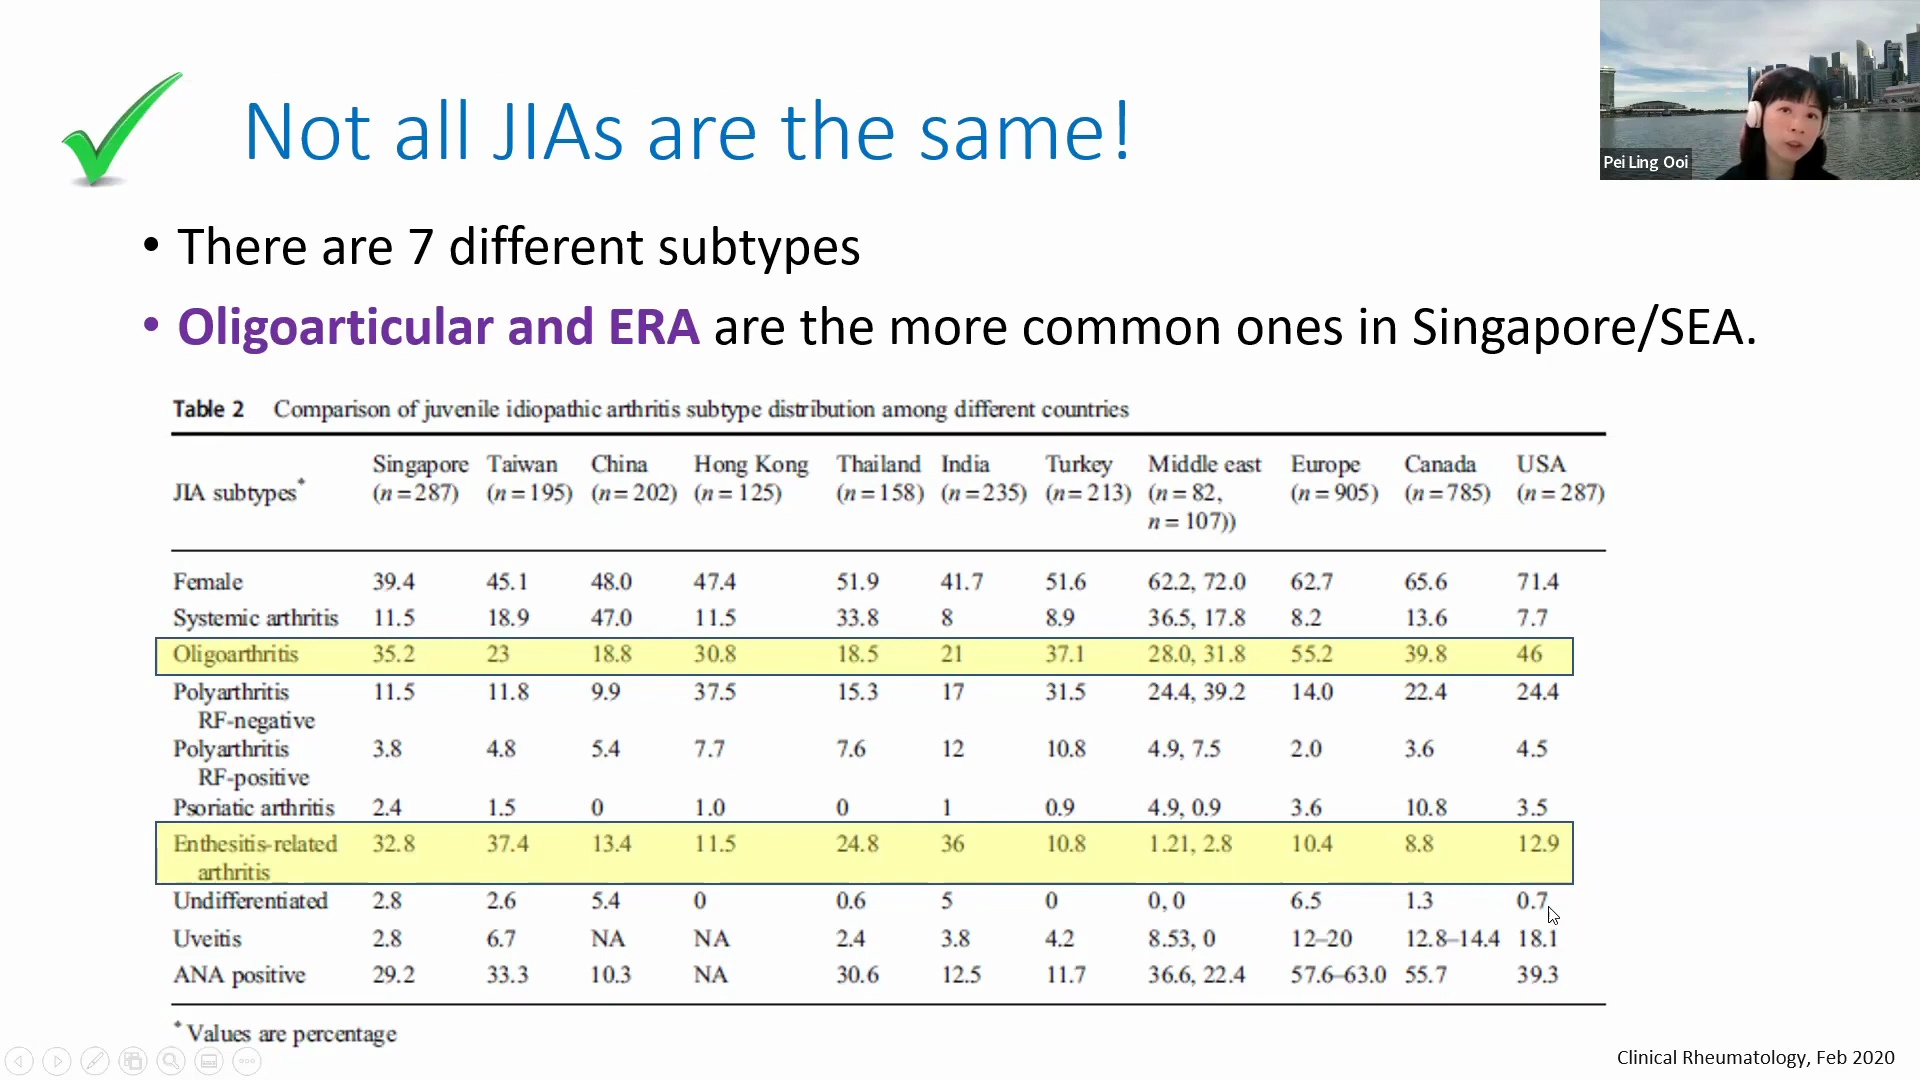 Not all JIAs are the same!
Pei Ling Ooi
• There are 7 different subtypes
• Oligoarticular and ERA are the more common ones in Singapore/SEA.
Table 2 Comparison of juvenile idiopathic arthritis subtype distribution among different countries
JIA subtypes* Singapore (n=287) Taiwan (n=195) China (n=202) Hong Kong (n=125) Thailand (n=158) India (n=235) Turkey (n=213) Middle east (n=82, n=107)) Europe (n=905) Canada (n=785) USA (n=287)
Female 39.4 45.1 48.0 47.4 51.9 41.7 51.6 62.2, 72.0 62.7 65.6 71.4
Systemic arthritis 11.5 18.9 47.0 11.5 33.8 8 8.9 36.5, 17.8 8.2 13.6 7.7
Oligoarthritis 35.2 23 18.8 30.8 18.5 21 37.1 28.0, 31.8 55.2 39.8 46
Polyarthritis 11.5 11.8 9.9 37.5 15.3 17 31.5 24.4, 39.2 14.0 22.4 24.4
RF-negative
Polyarthritis 3.8 4.8 5.4 7.7 7.6 12 10.8 4.9, 7.5 2.0 3.6 4.5
RF-positive
Psoriatic arthritis 2.4 1.5 0 1.0 0 1 0.9 4.9, 0.9 3.6 10.8 3.5
Enthesitis-related 32.8 37.4 13.4 11.5 24.8 36 10.8 1.21, 2.8 10.4 8.8 12.9
arthritis
Undifferentiated 2.8 2.6 5.4 0 0.6 5 0 0, 0 6.5 1.3 0.7
Uveitis 2.8 6.7 NA NA 2.4 3.8 4.2 8.53, 0 12–20 12.8–14.4 18.1
ANA positive 29.2 33.3 10.3 NA 30.6 12.5 11.7 36.6, 22.4 57.6–63.0 55.7 39.3
* Values are percentage
Clinical Rheumatology, Feb 2020